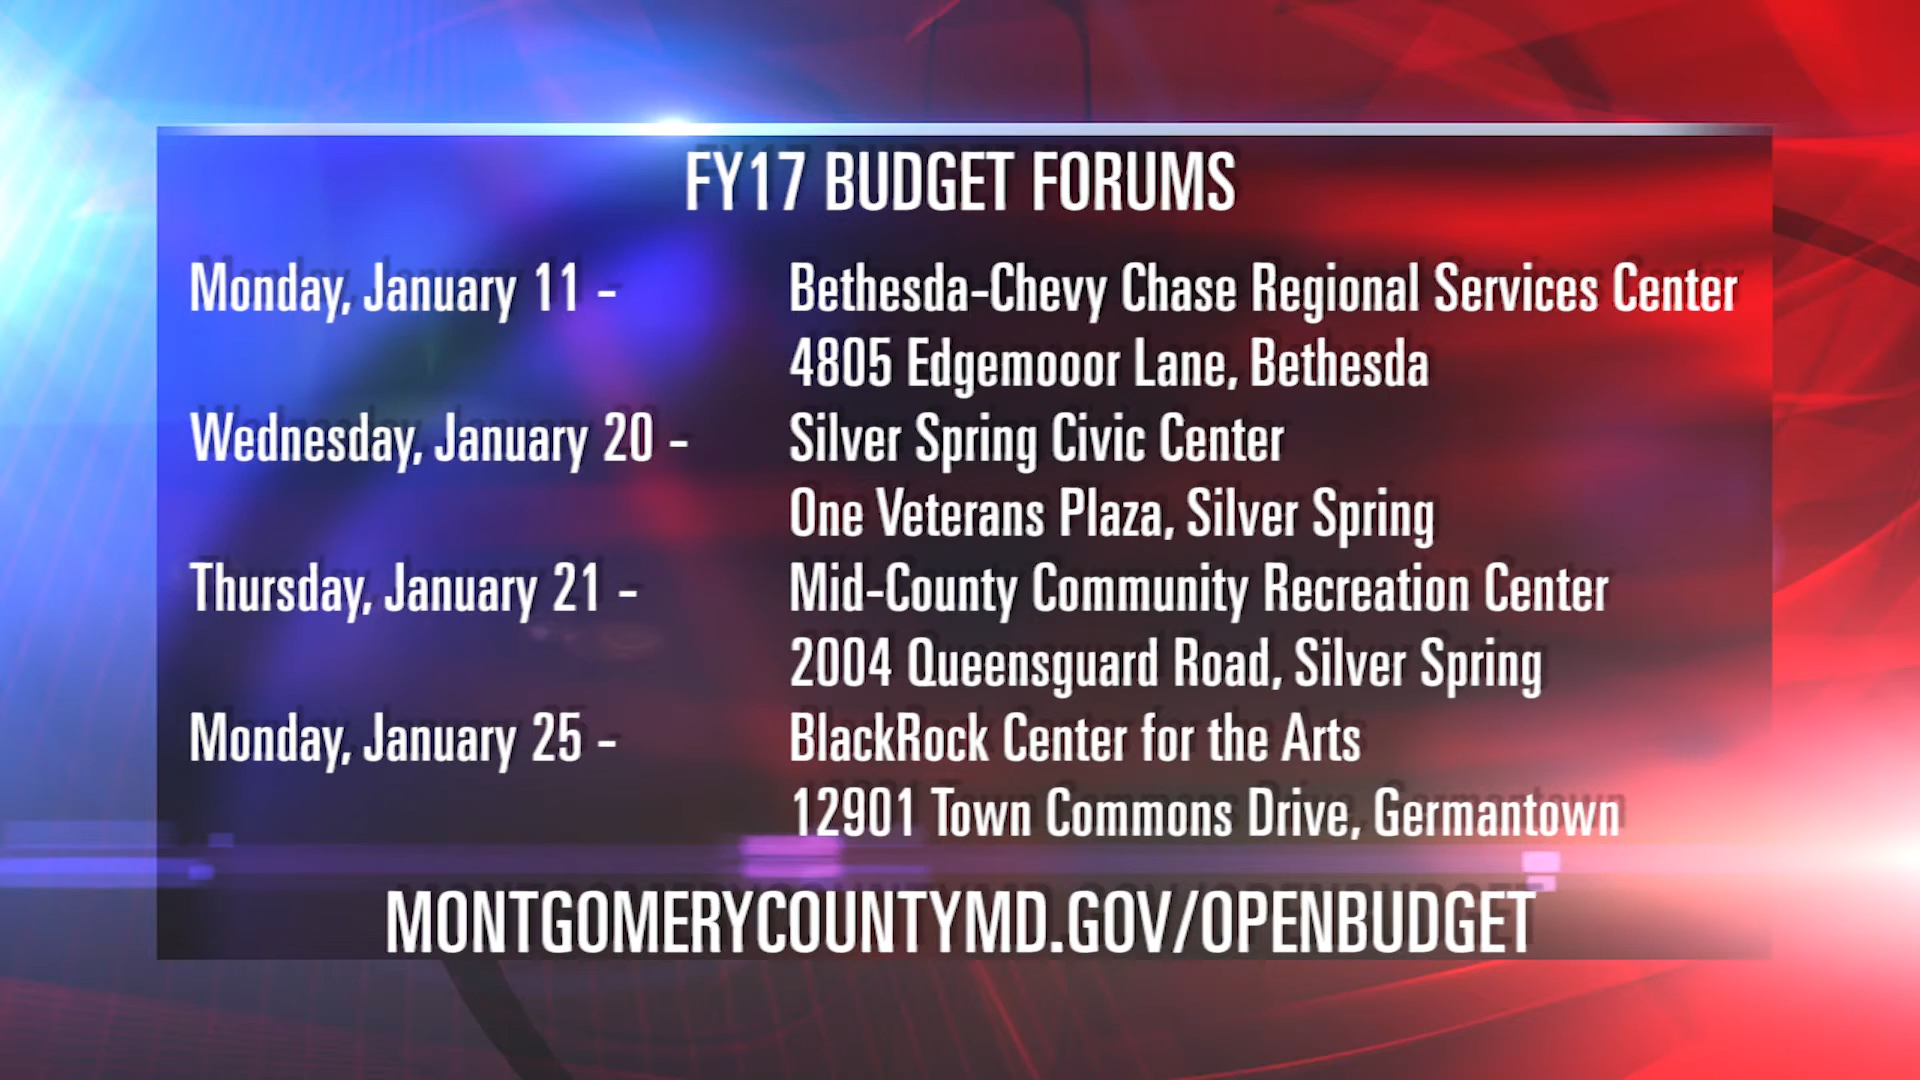 FY17 BUDGET FORUMS
Monday, January 11 - Bethesda-Chevy Chase Regional Services Center
4805 Edgemooor Lane, Bethesda
Wednesday, January 20 - Silver Spring Civic Center
One Veterans Plaza, Silver Spring
Thursday, January 21 - Mid-County Community Recreation Center
2004 Queensguard Road, Silver Spring
Monday, January 25 - BlackRock Center for the Arts
12901 Town Commons Drive, Germantown
MONTGOMERYCOUNTYMD.GOV/OPENBUDGET